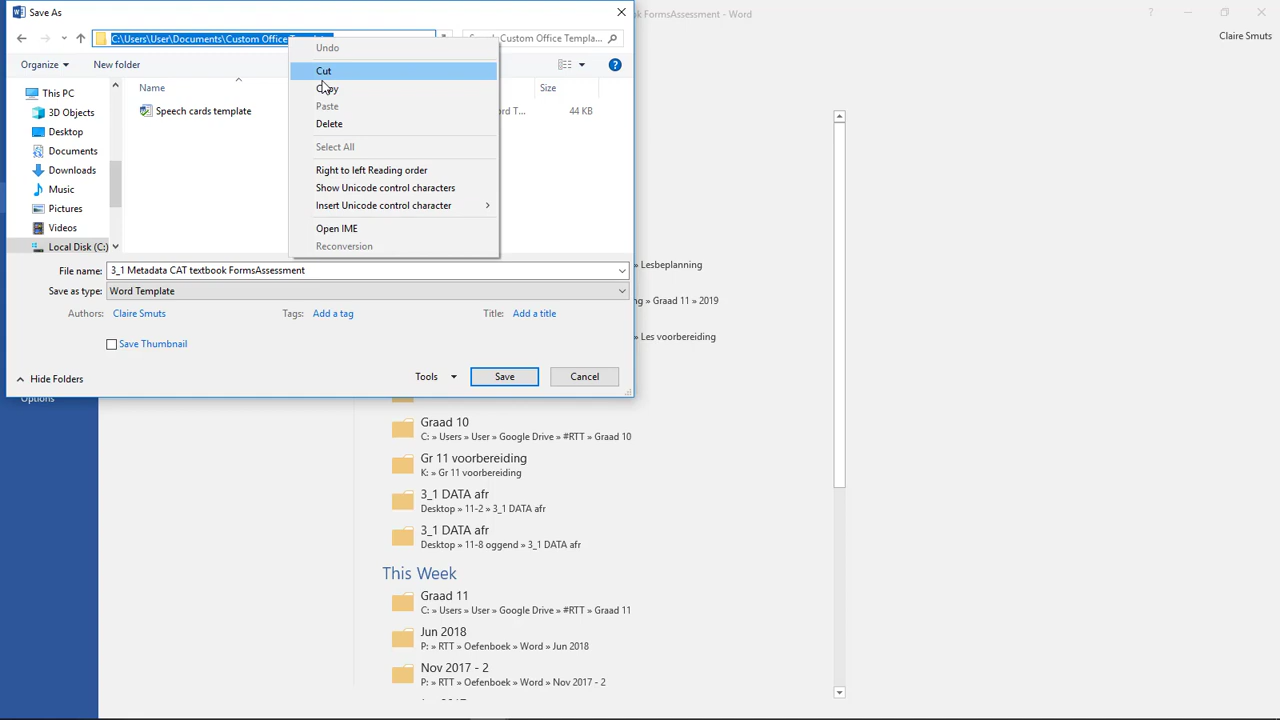 Save As
k FormsAssessment - Word
?
Claire Smuts
C:\Users\User\Documents\Custom Office
Custom Office Templa...
Organize
New folder
?
Undo
Cut
Copy
Paste
Delete
Select All
Right to left Reading order
Show Unicode control characters
Insert Unicode control character
Open IME
Reconversion
This PC
3D Objects
Desktop
Documents
Downloads
Music
Pictures
Videos
Local Disk (C:)
Name
Size
Speech cards template
rd T...
44 KB
File name: 3_1 Metadata CAT textbook FormsAssessment
Save as type: Word Template
Authors: Claire Smuts
Tags: Add a tag
Title: Add a title
Save Thumbnail
Hide Folders
Tools
Save
Cancel
Options
» Lesbeplanning
ng » Graad 11 » 2019
» Les voorbereiding
Graad 10
C: » Users » User » Google Drive » #RTT » Graad 10
Gr 11 voorbereiding
K: » Gr 11 voorbereiding
3_1 DATA afr
Desktop » 11-2 » 3_1 DATA afr
3_1 DATA afr
Desktop » 11-8 oggend » 3_1 DATA afr
This Week
Graad 11
C: » Users » User » Google Drive » #RTT » Graad 11
Jun 2018
P: » RTT » Oefenboek » Word » Jun 2018
Nov 2017 - 2
P: » RTT » Oefenboek » Word » Nov 2017 - 2